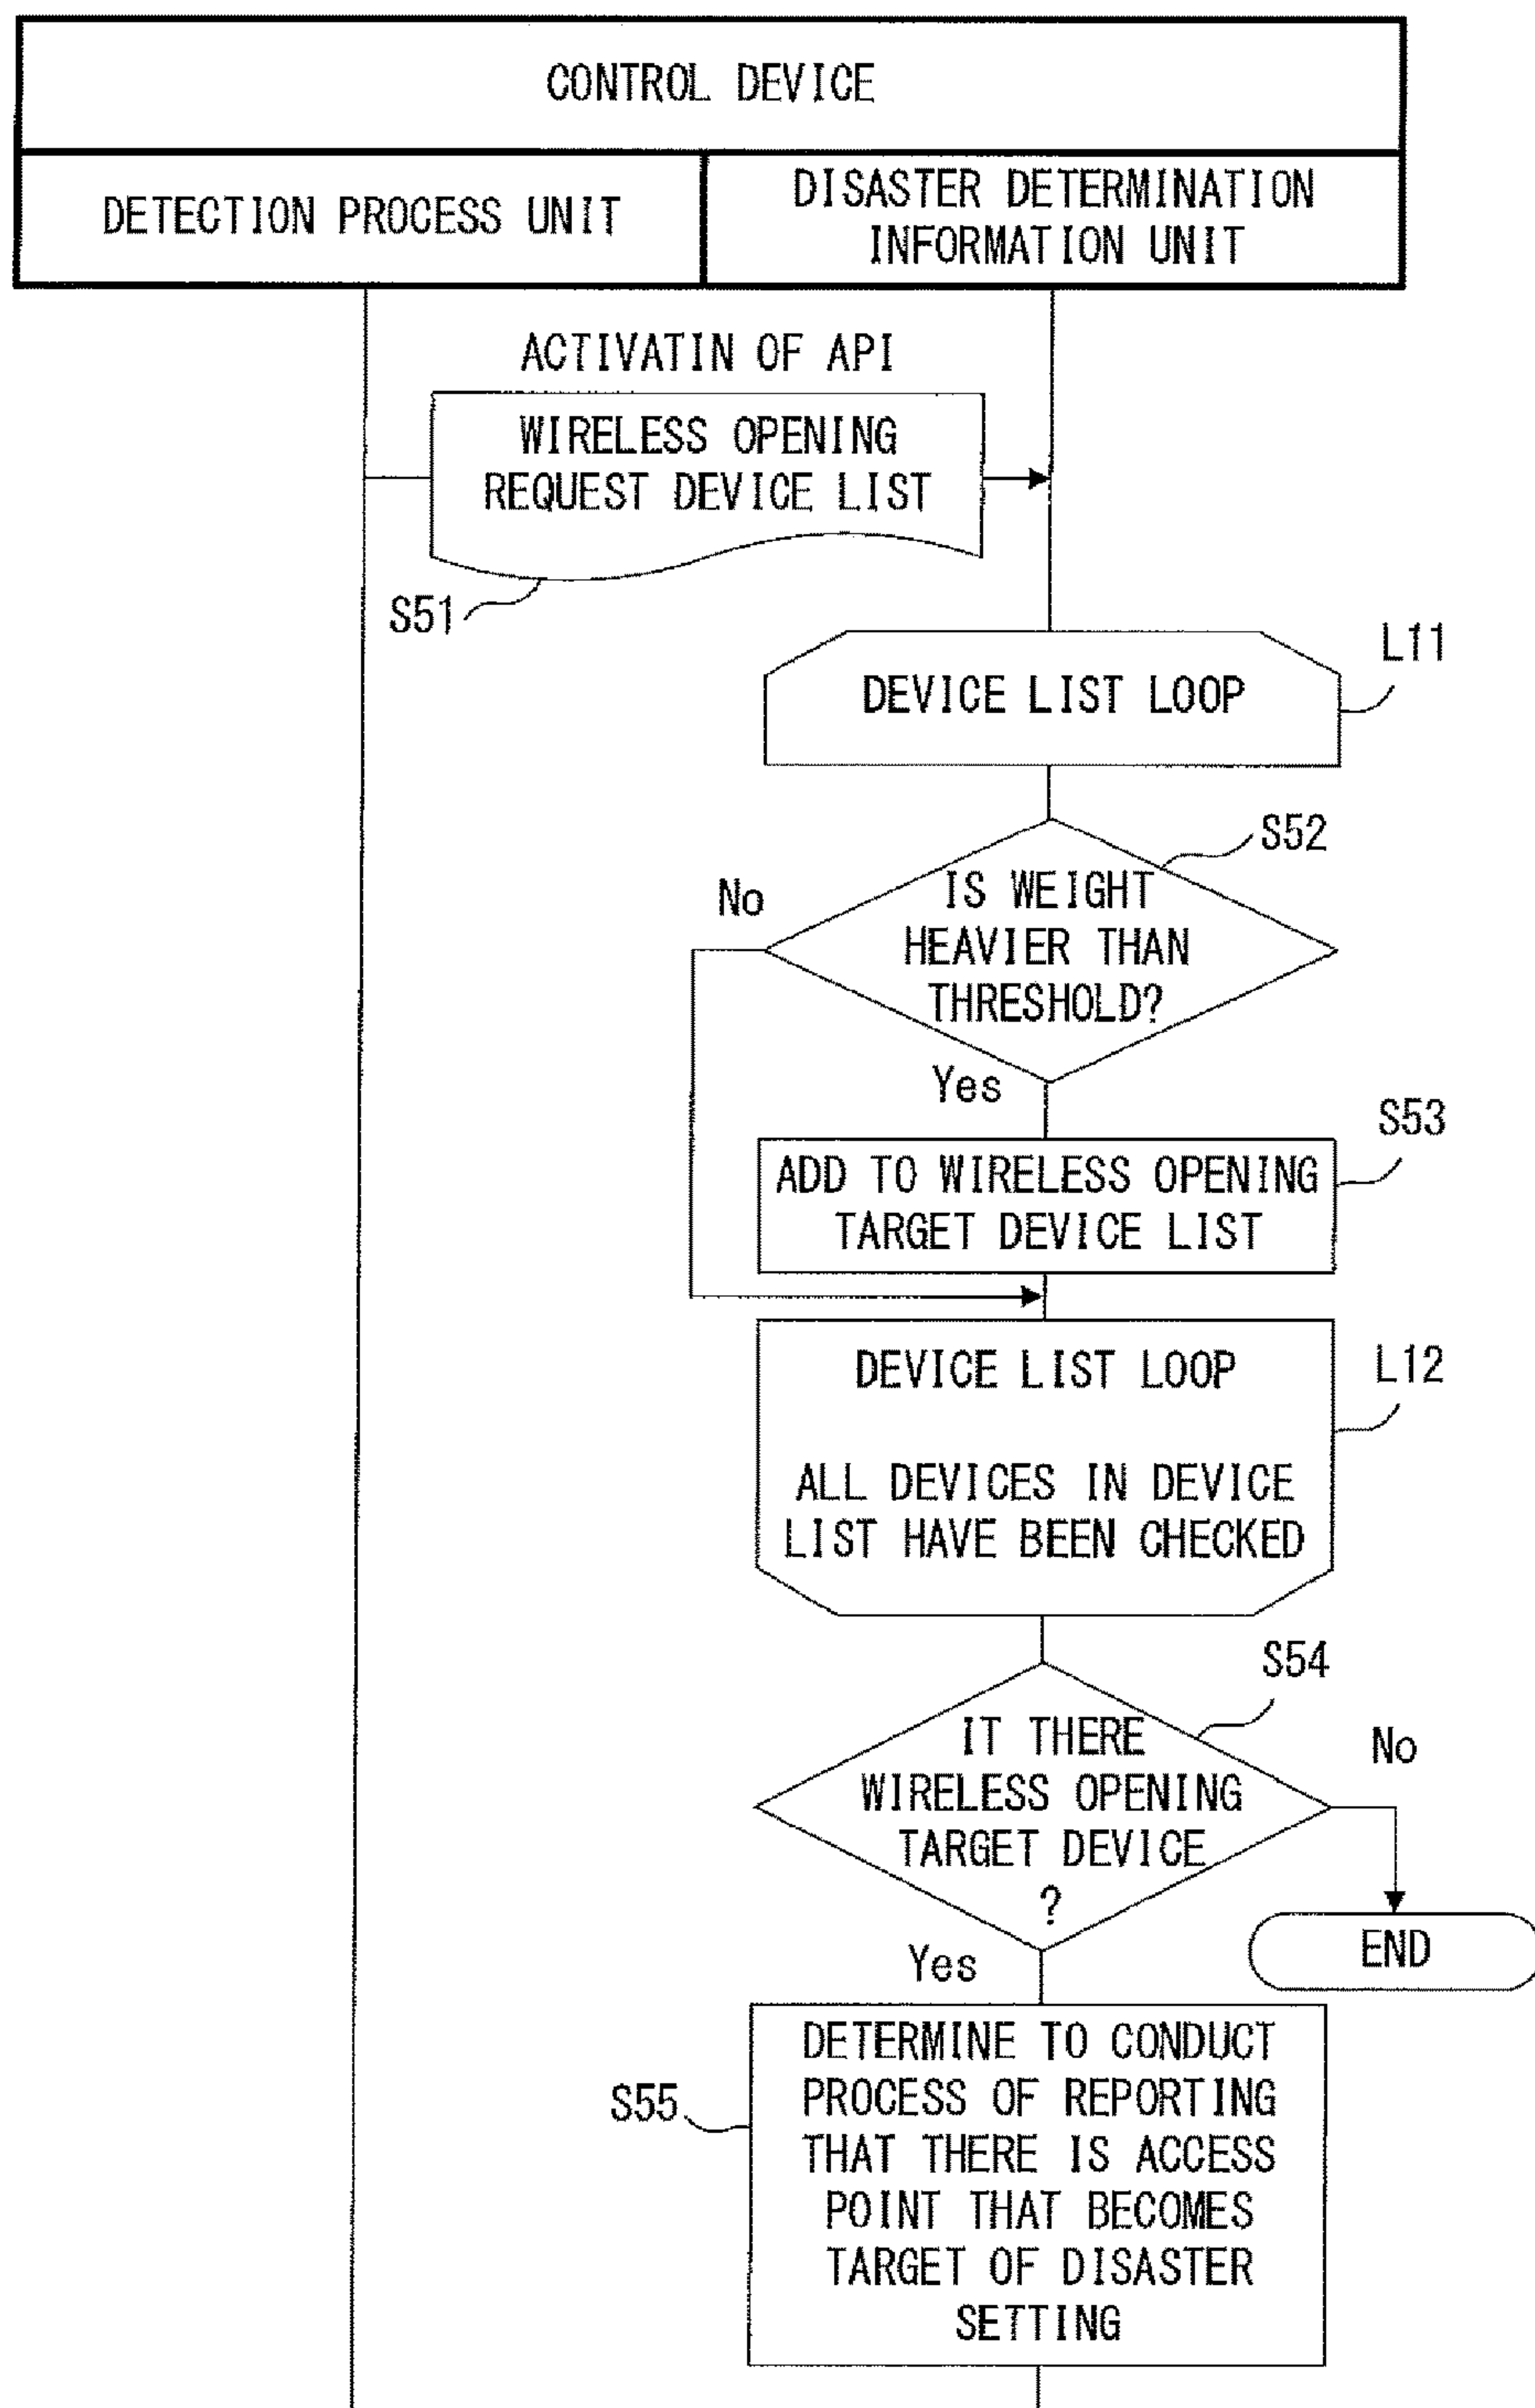 CONTROL DEVICE
DETECTION PROCESS UNIT
DISASTER DETERMINATION
INFORMATION UNIT
ACTIVATIN OF API
WIRELESS OPENING
REQUEST DEVICE LIST
S51
DEVICE LIST LOOP
L11
S52
IS WEIGHT
HEAVIER THAN
THRESHOLD?
No
Yes
S53
ADD TO WIRELESS OPENING
TARGET DEVICE LIST
DEVICE LIST LOOP
L12
ALL DEVICES IN DEVICE
LIST HAVE BEEN CHECKED
S54
IT THERE
WIRELESS OPENING
TARGET DEVICE
?
No
END
Yes
S55
DETERMINE TO CONDUCT
PROCESS OF REPORTING
THAT THERE IS ACCESS
POINT THAT BECOMES
TARGET OF DISASTER
SETTING